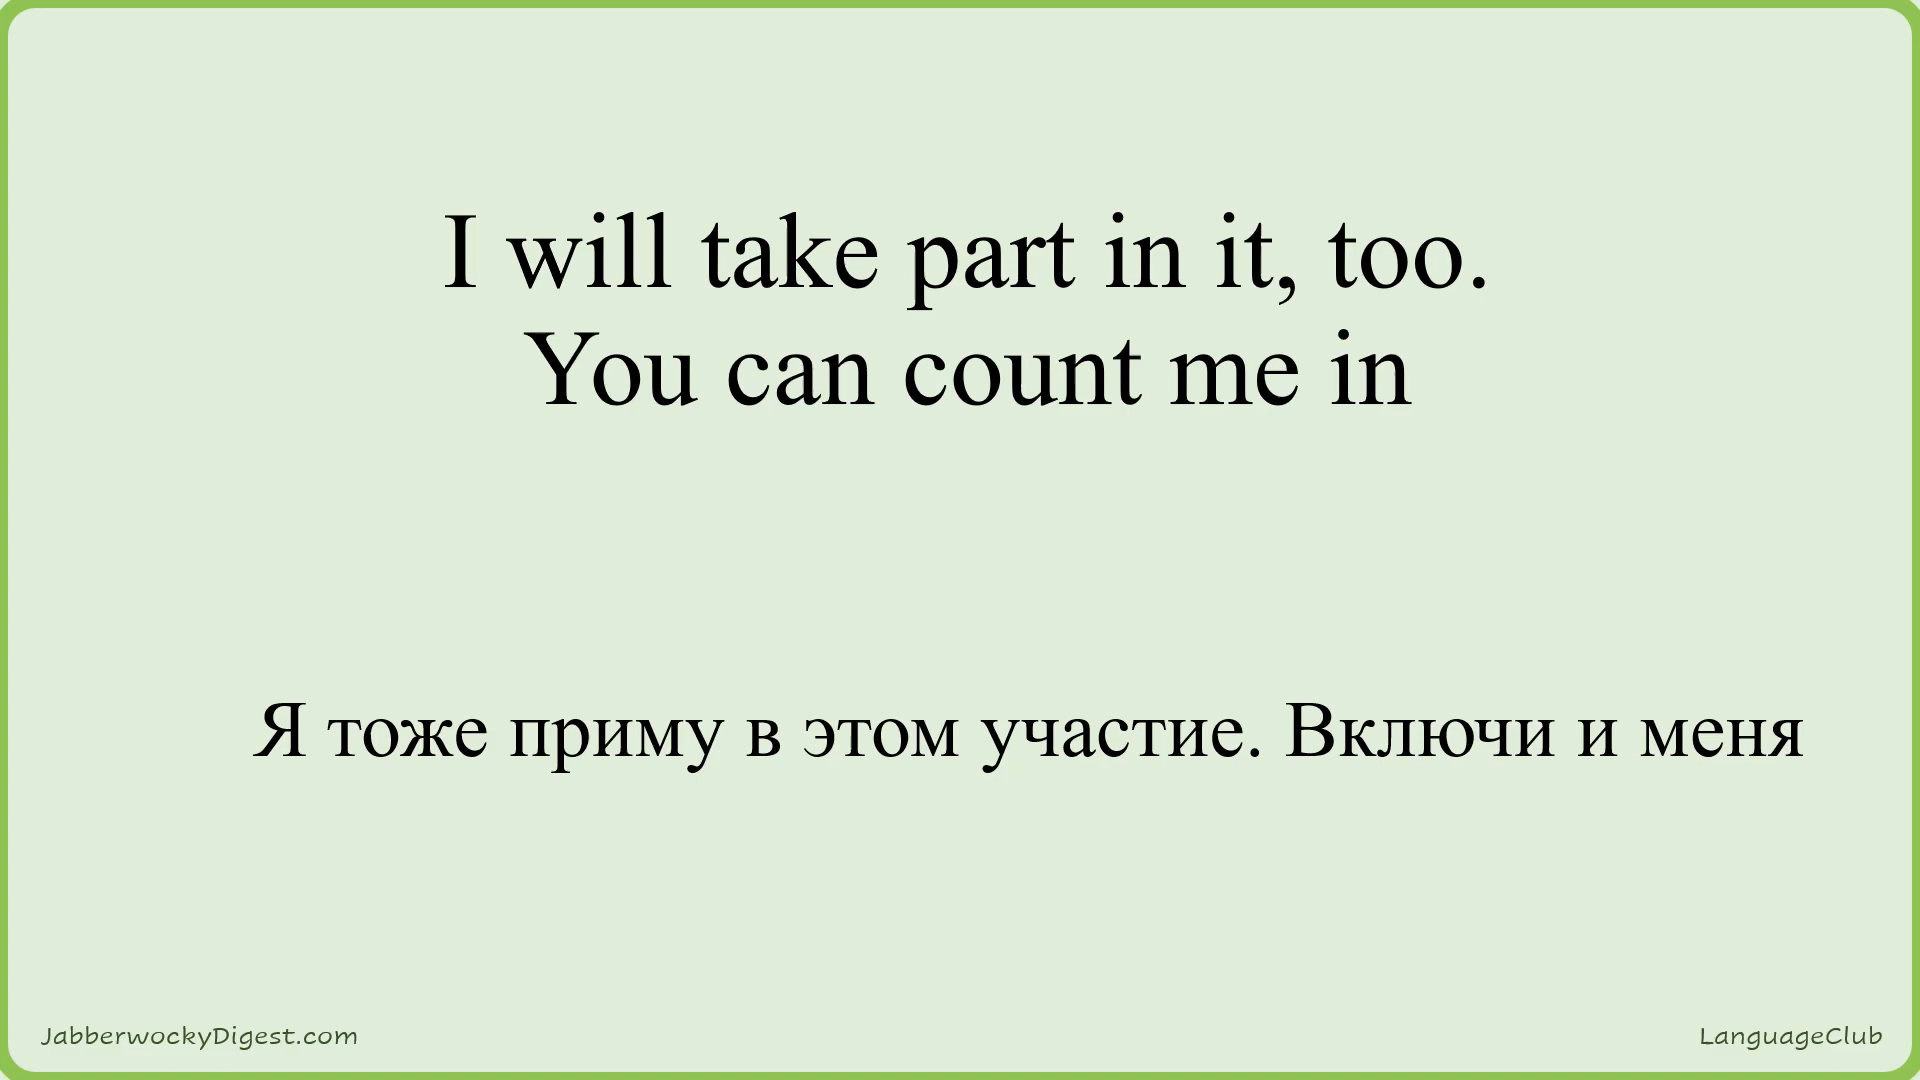 I will take part in it, too.
You can count me in
Я тоже приму в этом участие. Включи и меня
JabberwockyDigest.com
LanguageClub